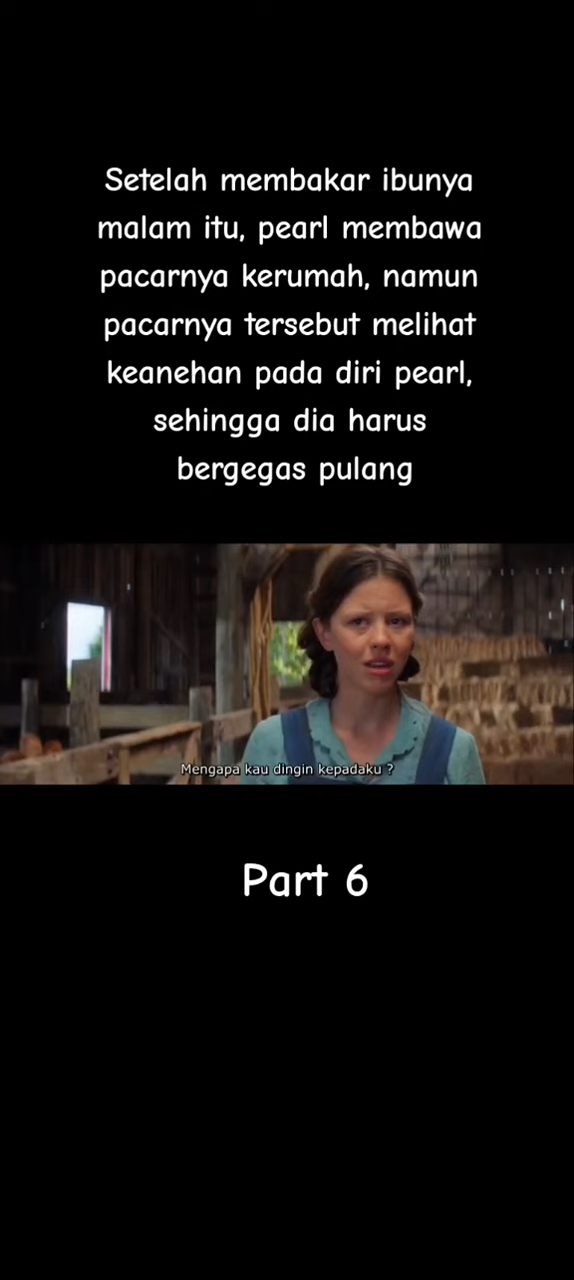 Setelah membakar ibunya
malam itu, pearl membawa
pacarnya kerumah, namun
pacarnya tersebut melihat
keanehan pada diri pearl,
sehingga dia harus
bergegas pulang
Mengapa kau dingin kepadaku ?
Part 6